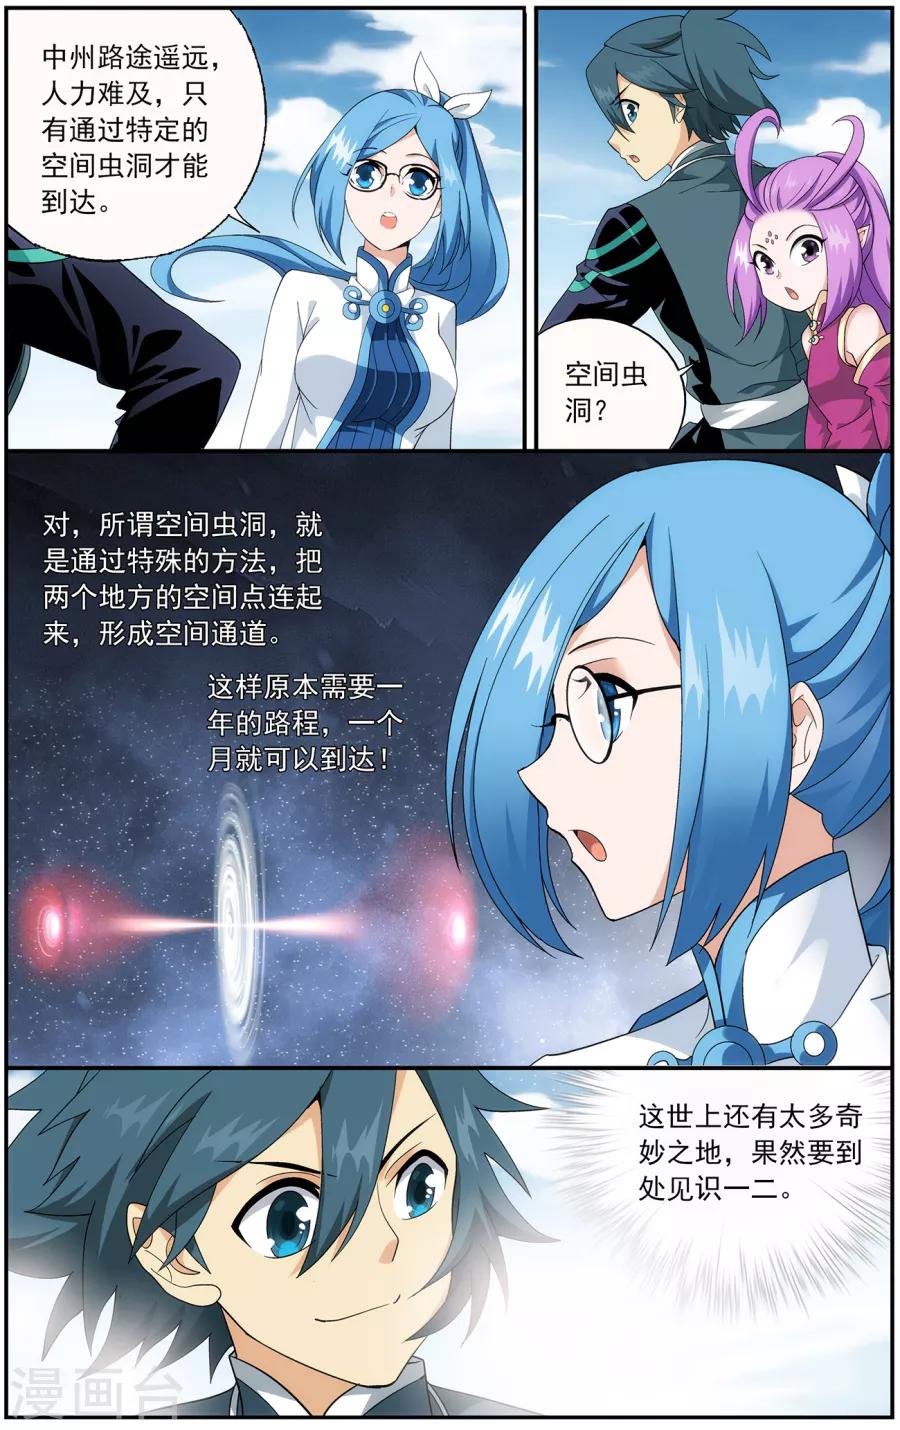 中州路途遥远，
人力难及，只
有通过特定的
空间虫洞才能
到达。
空间虫
洞？
对，所谓空间虫洞，就
是通过特殊的方法，把
两个地方的空间点连起
来，形成空间通道。
这样原本需要一
年的路程，一个
月就可以到达！
这世上还有太多奇
妙之地，果然要到
处见识一二。
漫画台